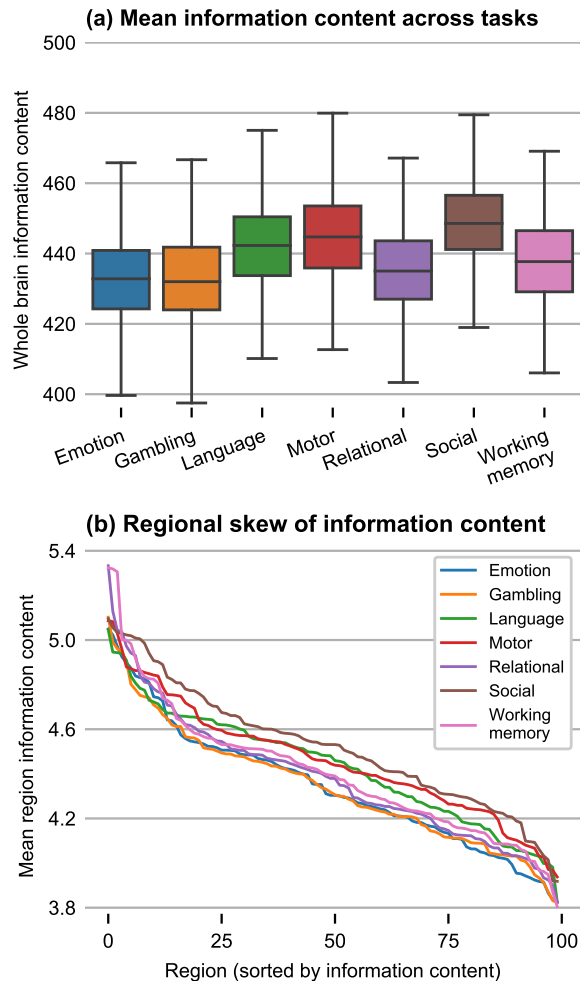 (a) Mean information content across tasks
Whole brain information content
500
480
460
440
420
400
Emotion
Gambling
Language
Motor
Relational
Social
Working
memory
(b) Regional skew of information content
Mean region information content
5.4
5.0
4.6
4.2
3.8
Emotion
Gambling
Language
Motor
Relational
Social
Working
memory
0
25
50
75
100
Region (sorted by information content)